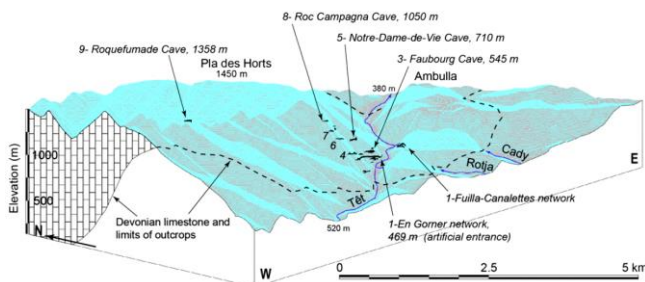 8- Roc Campagna Cave, 1050 m
5- Notre-Dame-de-Vie Cave, 710 m
9- Roquefumade Cave, 1358 m
3- Faubourg Cave, 545 m
Pla des Horts
1450 m
380 m
Ambulla
7
6
4
E
Elevation (m)
1000
500
Cady
Rotja
1-Fuilla-Canalettes network
Têt
Devonian limestone and
limits of outcrops
1-En Gorner network,
469 m (artificial entrance)
N
520 m
W
0
2.5
5 km